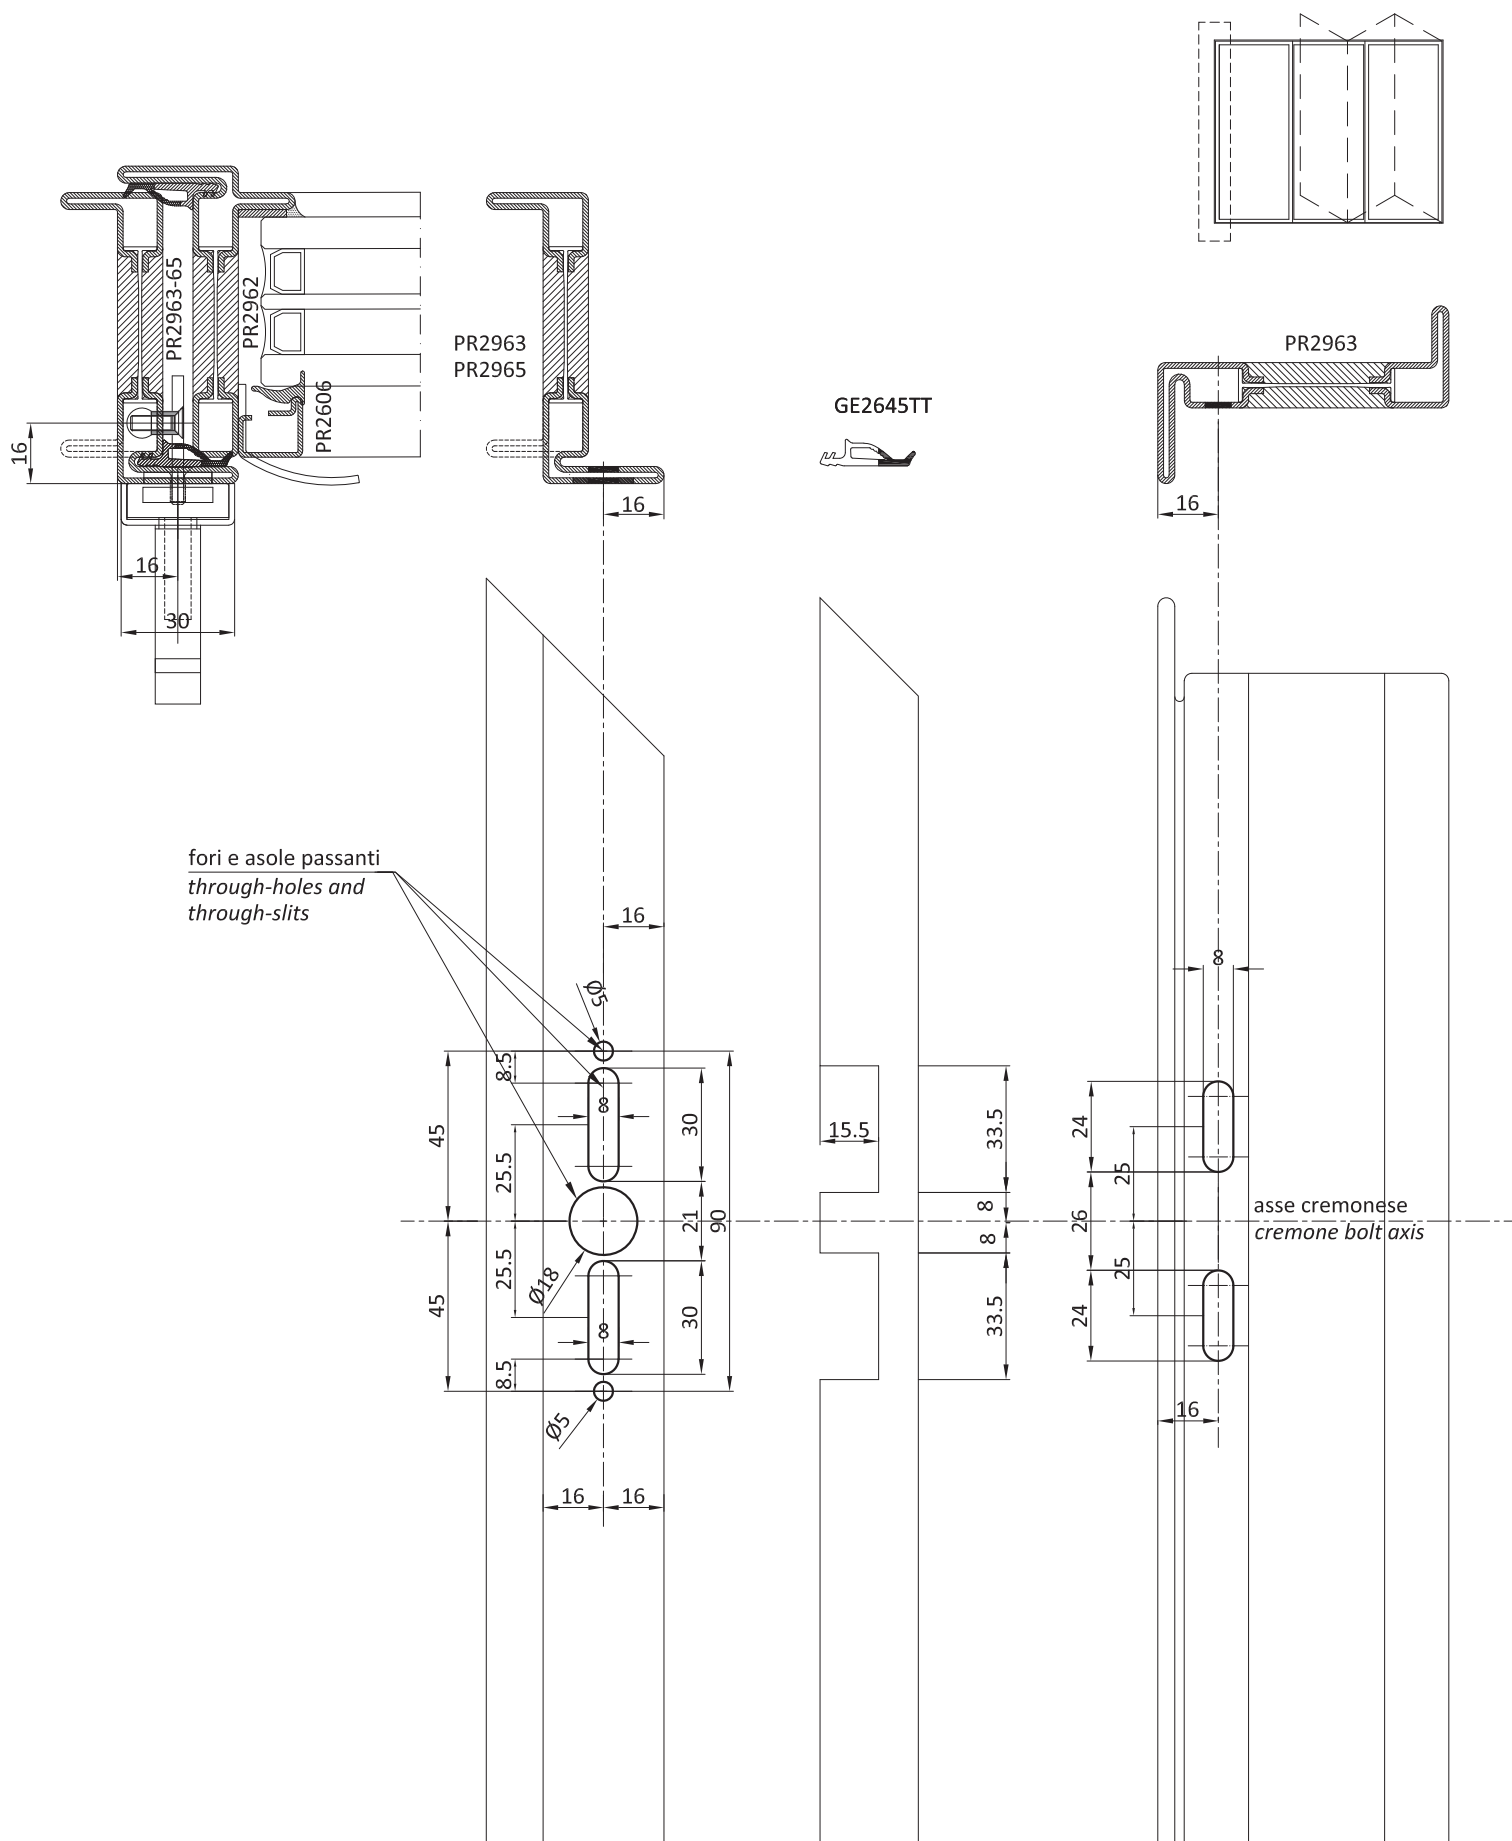 PR2963-65
PR2962
PR2606
16
16
30
PR2963
PR2965
16
GE2645TT
PR2963
16
fori e asole passanti
through-holes and
through-slits
16
Ø5
8.5
8
45
30
25.5
21
90
25.5
Ø18
45
30
8
8.5
Ø5
16
16
15.5
33.5
8
8
33.5
8
24
25
26
25
24
asse cremonese
cremone bolt axis
16